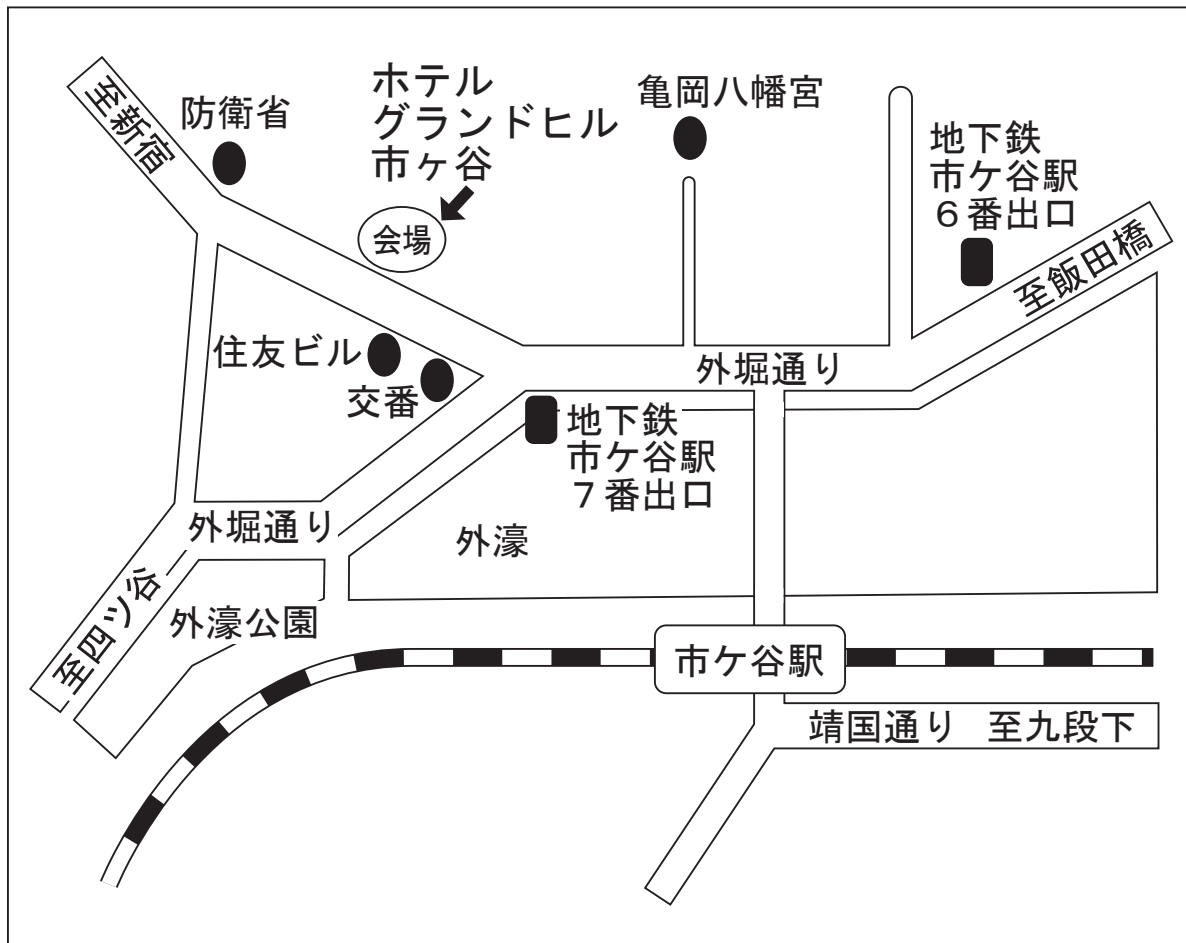 至新宿
防衛省
ホテル
グランドヒル
市ヶ谷
会場
亀岡八幡宮
地下鉄
市ケ谷駅
６番出口
至飯田橋
住友ビル
交番
外堀通り
地下鉄
市ケ谷駅
７番出口
外堀通り
外濠
至四ツ谷
外濠公園
市ケ谷駅
靖国通り　至九段下